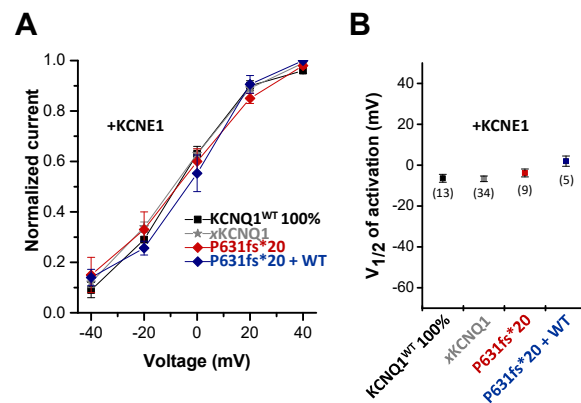 A
B
1.0
0.8
0.6
0.4
0.2
0.0
Normalized current
+KCNE1
KCNQ1WT 100%
xKCNQ1
P631fs*20
P631fs*20 + WT
-40
-20
0
20
40
Voltage (mV)
V1/2 of activation (mV)
40
20
0
-20
-40
-60
+KCNE1
(13)
(34)
(9)
(5)
KCNQ1WT 100%
xKCNQ1
P631fs*20
P631fs*20 + WT